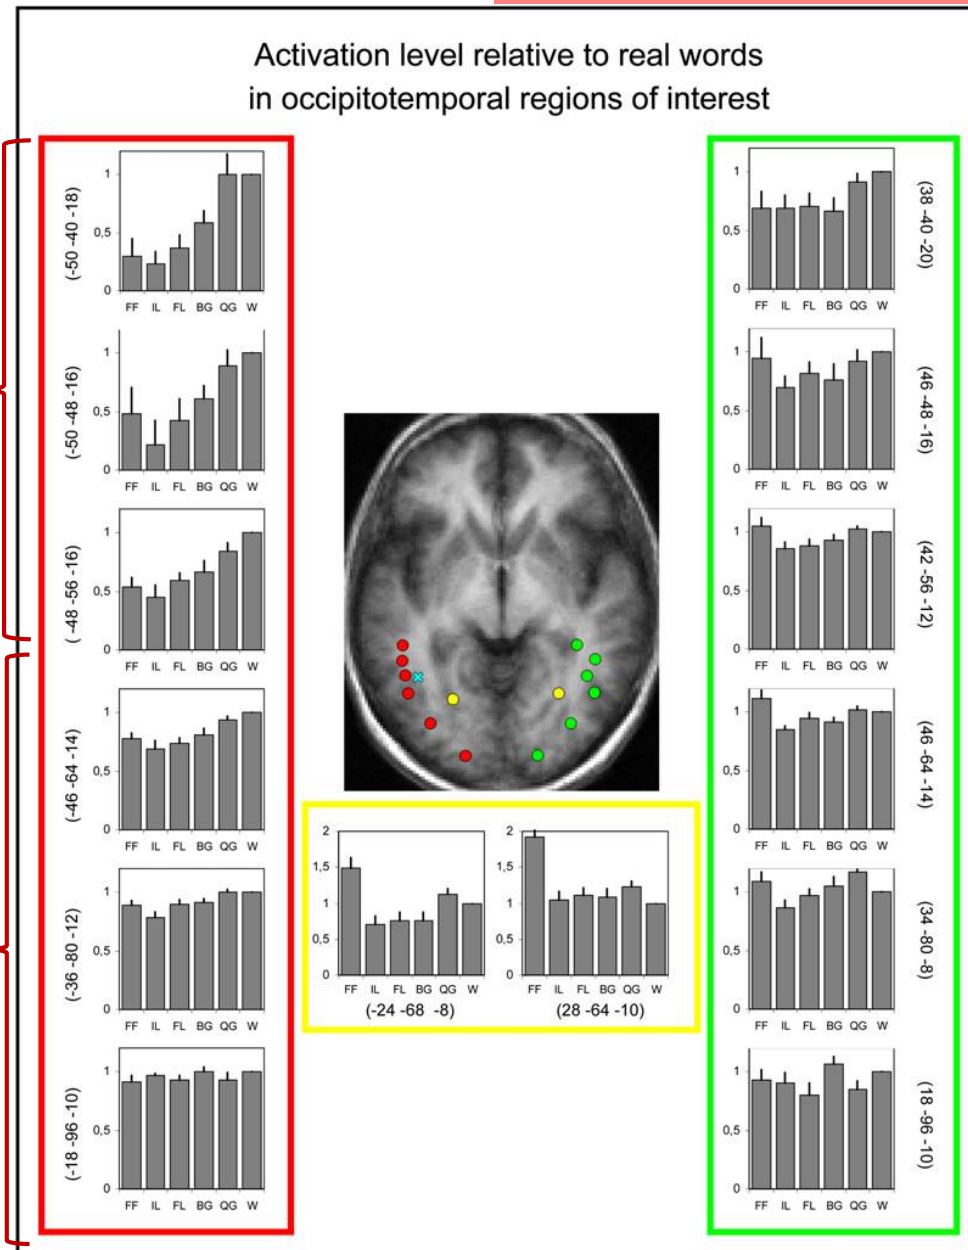 Activation level relative to real words
in occipitotemporal regions of interest
(-50 -40 -18)
1
0,5
0
FF IL FL BG QG W
(-50 -48 -16)
1
0,5
0
FF IL FL BG QG W
(-48 -56 -16)
1
0,5
0
FF IL FL BG QG W
(-46 -64 -14)
1
0,5
0
FF IL FL BG QG W
(-36 -80 -12)
1
0,5
0
FF IL FL BG QG W
(-18 -96 -10)
1
0,5
0
FF IL FL BG QG W
2
1,5
1
0,5
0
FF IL FL BG QG W
(-24 -68 -8)
2
1,5
1
0,5
0
FF IL FL BG QG W
(28 -64 -10)
1
0,5
0
FF IL FL BG QG W
(38 -40 -20)
1
0,5
0
FF IL FL BG QG W
(46 -48 -16)
1
0,5
0
FF IL FL BG QG W
(42 -56 -12)
1
0,5
0
FF IL FL BG QG W
(46 -64 -14)
1
0,5
0
FF IL FL BG QG W
(34 -80 -8)
1
0,5
0
FF IL FL BG QG W
(18 -96 -10)